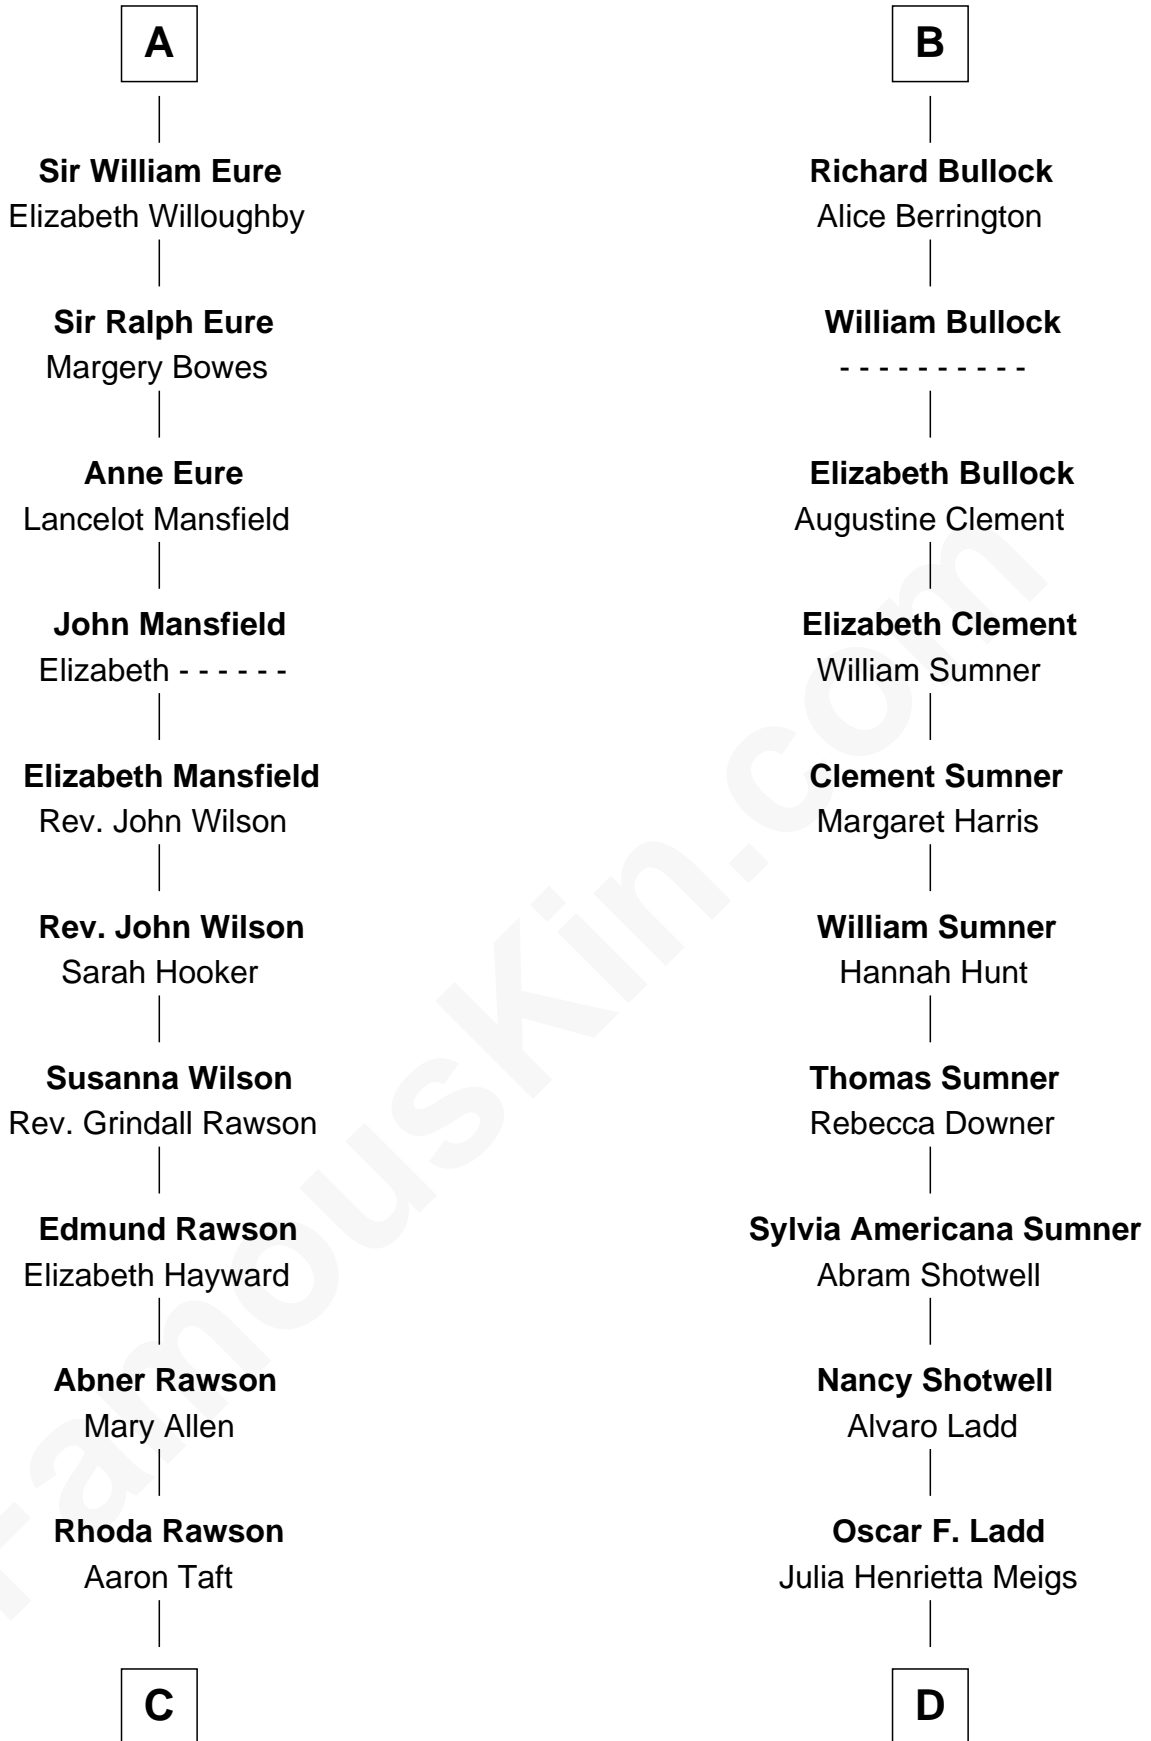 A
Sir William Eure
Elizabeth Willoughby
Sir Ralph Eure
Margery Bowes
Anne Eure
Lancelot Mansfield
John Mansfield
Elizabeth - - - - - -
Elizabeth Mansfield
Rev. John Wilson
Rev. John Wilson
Sarah Hooker
Susanna Wilson
Rev. Grindall Rawson
Edmund Rawson
Elizabeth Hayward
Abner Rawson
Mary Allen
Rhoda Rawson
Aaron Taft
C
B
Richard Bullock
Alice Berrington
William Bullock
- - - - - - - - - -
Elizabeth Bullock
Augustine Clement
Elizabeth Clement
William Sumner
Clement Sumner
Margaret Harris
William Sumner
Hannah Hunt
Thomas Sumner
Rebecca Downer
Sylvia Americana Sumner
Abram Shotwell
Nancy Shotwell
Alvaro Ladd
Oscar F. Ladd
Julia Henrietta Meigs
D
FamousKin.com